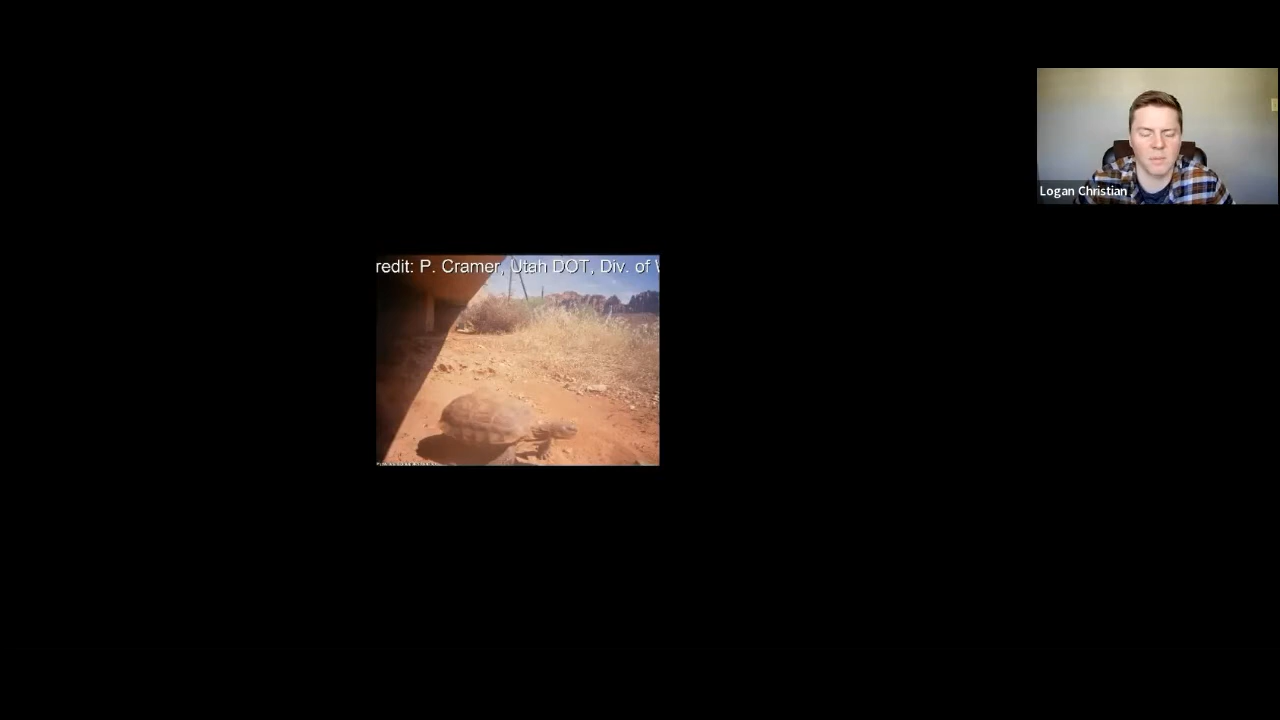 redit: P. Cramer, Utah DOT, Div. of
Logan Christian